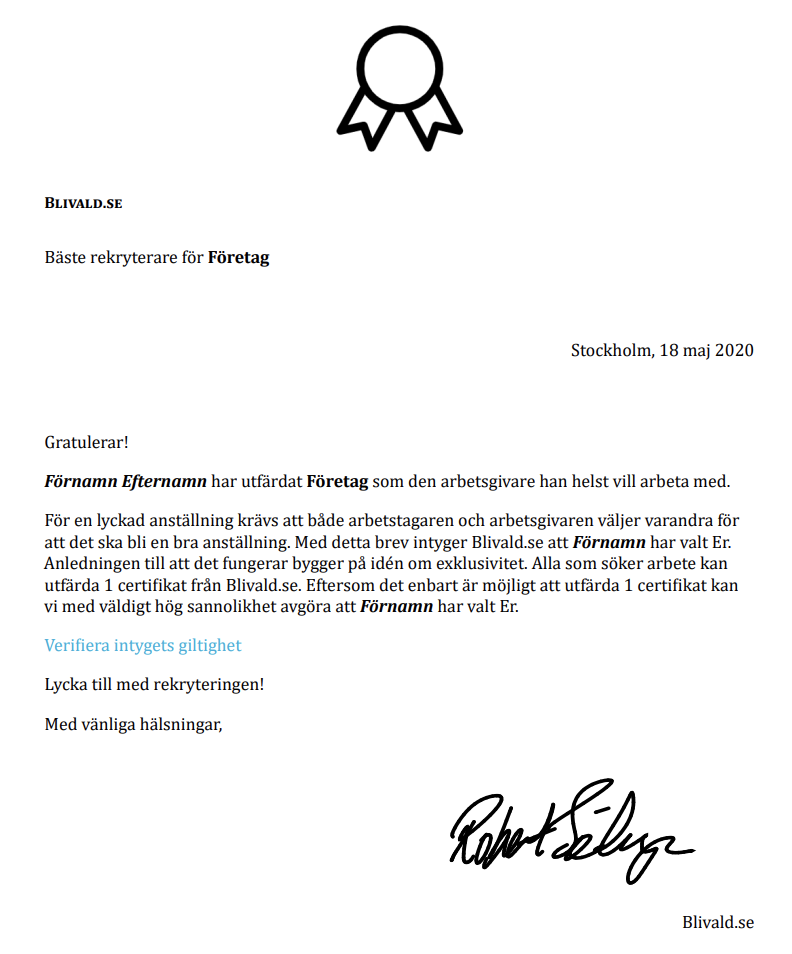 BLIVALD.SE
Bäste rekryterare för Företag
Stockholm, 18 maj 2020
Gratulerar!
Förnamn Efternamn har utfärdat Företag som den arbetsgivare han helst vill arbeta med.
För en lyckad anställning krävs att både arbetstagaren och arbetsgivaren väljer varandra för
att det ska bli en bra anställning. Med detta brev intygar Blivald.se att Förnamn har valt Er.
Anledningen till att det fungerar bygger på idén om exklusivitet. Alla som söker arbete kan
utfärda 1 certifikat från Blivald.se. Eftersom det enbart är möjligt att utfärda 1 certifikat kan
vi med väldigt hög sannolikhet avgöra att Förnamn har valt Er.
Verifiera intygets giltighet
Lycka till med rekryteringen!
Med vänliga hälsningar,
Robert
Blivald.se